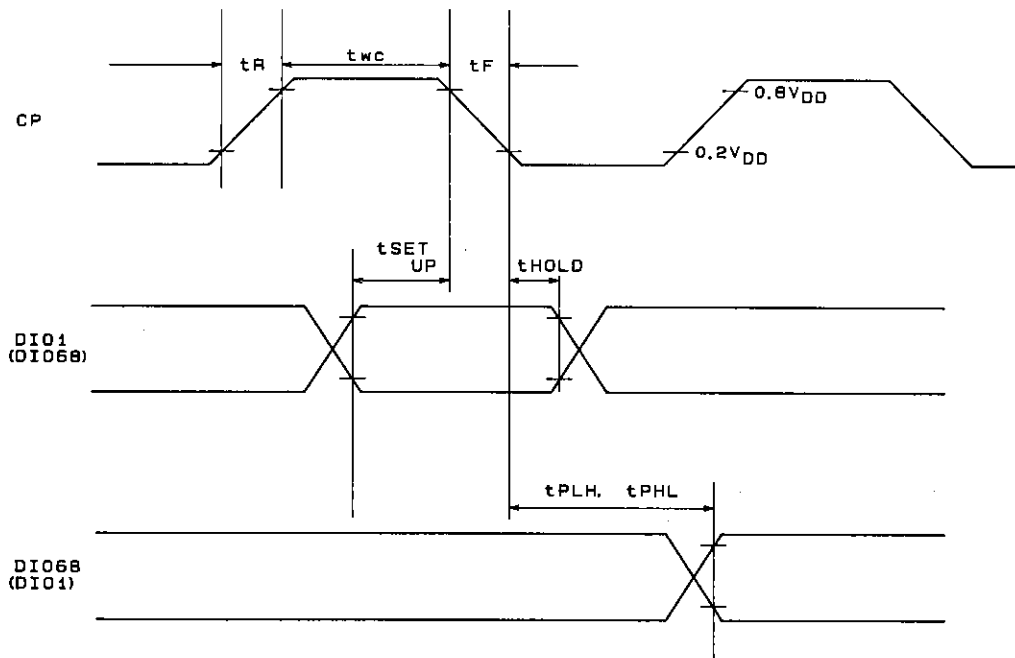 tR twc tF
CP
0.8VDD
0.2VDD
tSET
UP
tHOLD
DIO1
(DIO68)
tPLH, tPHL
DIO68
(DIO1)